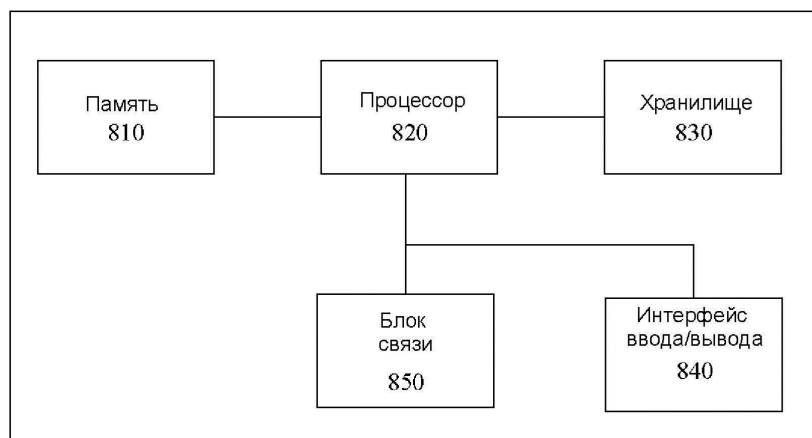 Память
810
Процессор
820
Хранилище
830
Блок
связи
850
Интерфейс
ввода/вывода
840